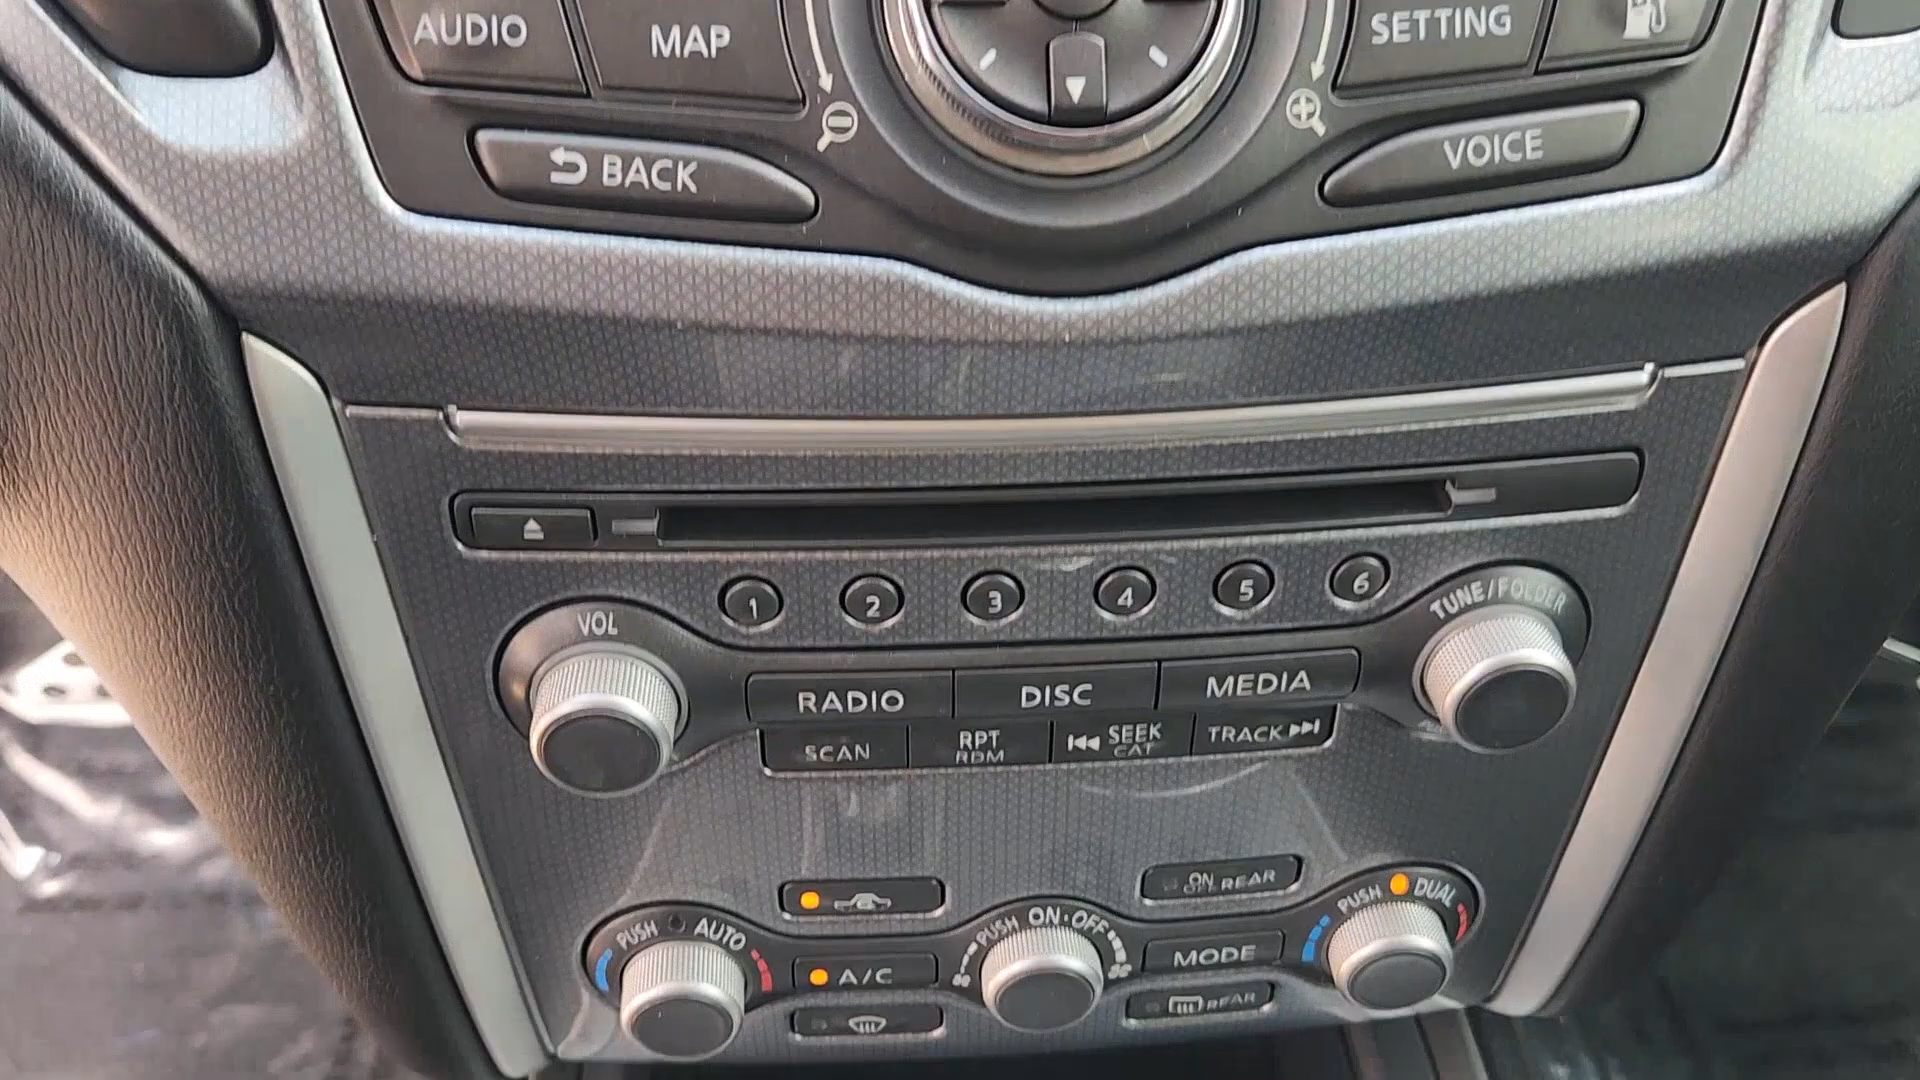 AUDIO
MAP
SETTING
BACK
VOICE
1 2 3 4 5 6
VOL
TUNE/FOLDER
RADIO DISC MEDIA
SCAN
RPT
RDM
SEEK
CAT
TRACK
ON
OFF REAR
PUSH AUTO
PUSH ON·OFF
PUSH DUAL
A/C
MODE
REAR